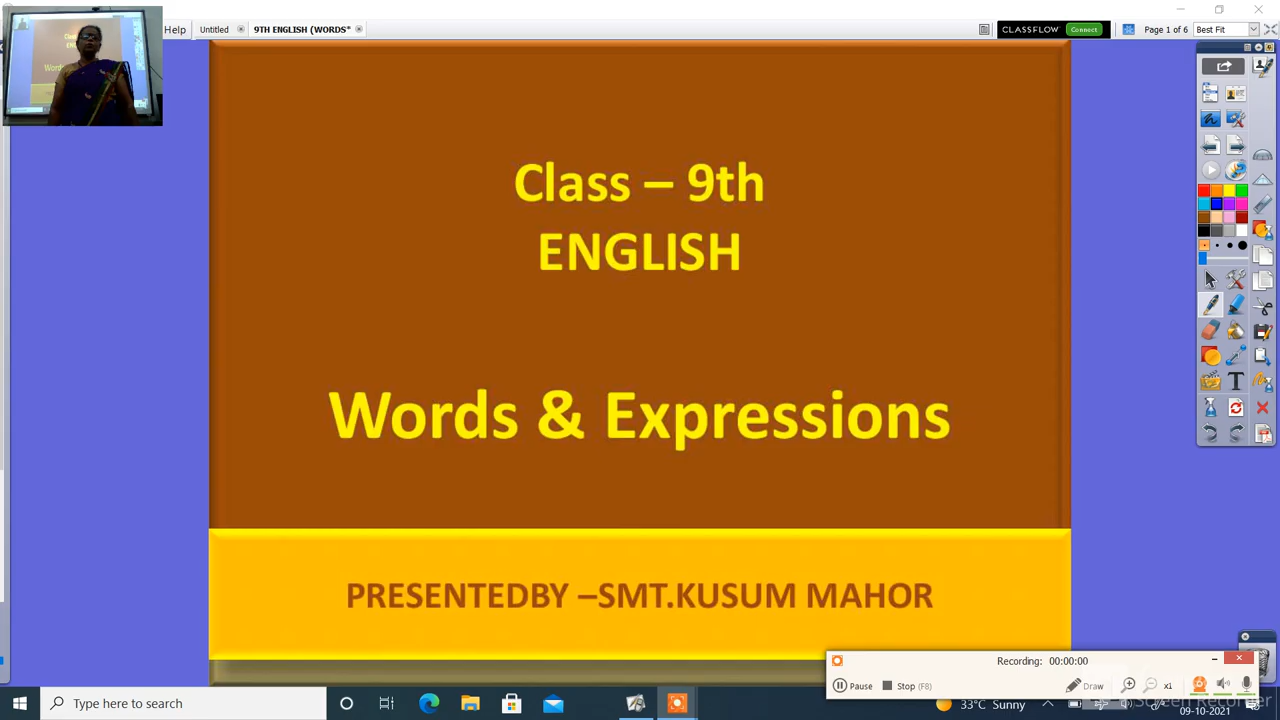 Help
Untitled
9TH ENGLISH (WORDS*
CLASSFLOW
Connect
Page 1 of 6
Best Fit
Class – 9th
ENGLISH
Words & Expressions
PRESENTEDBY –SMT.KUSUM MAHOR
Recording: 00:00:00
Pause
Stop (F8)
Draw
x1
Type here to search
33°C Sunny
09-10-2021